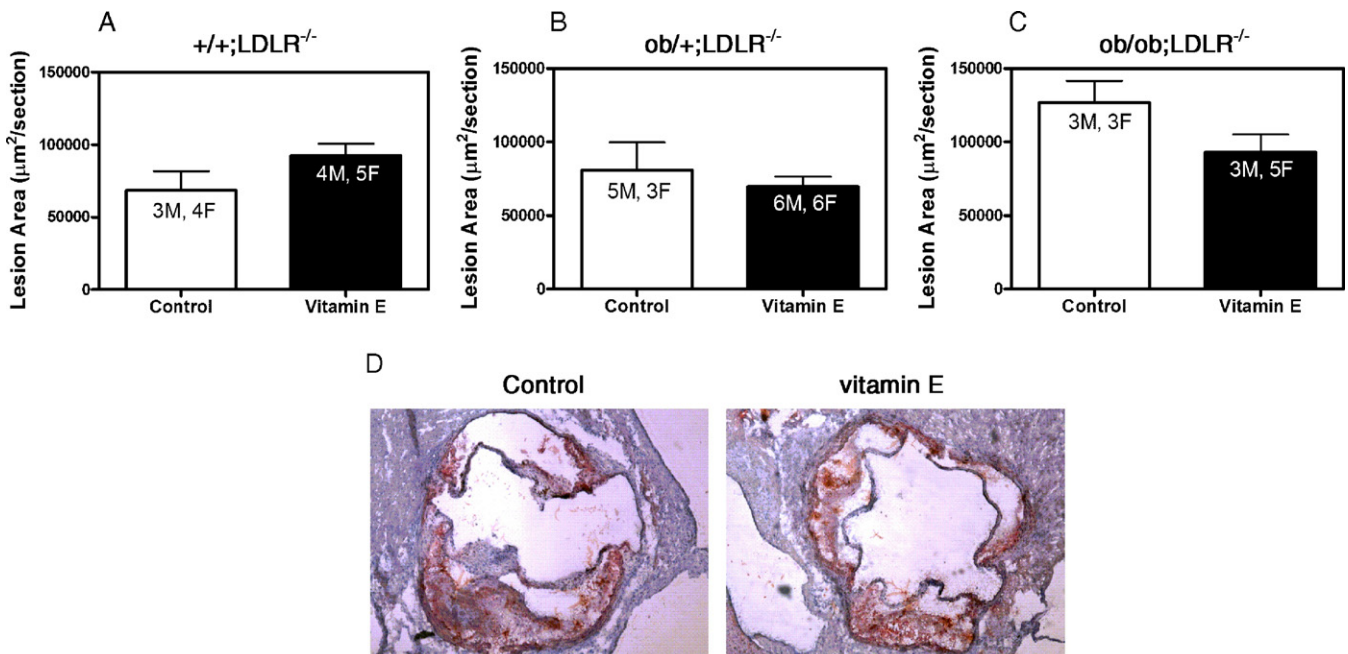 A
+/+;LDLR-/-
Lesion Area (μm2/section)
150000
100000
50000
0
3M, 4F
4M, 5F
Control
Vitamin E
B
ob/+;LDLR-/-
Lesion Area (μm2/section)
150000
100000
50000
0
5M, 3F
6M, 6F
Control
Vitamin E
C
ob/ob;LDLR-/-
Lesion Area (μm2/section)
150000
100000
50000
0
3M, 3F
3M, 5F
Control
Vitamin E
D
Control
vitamin E